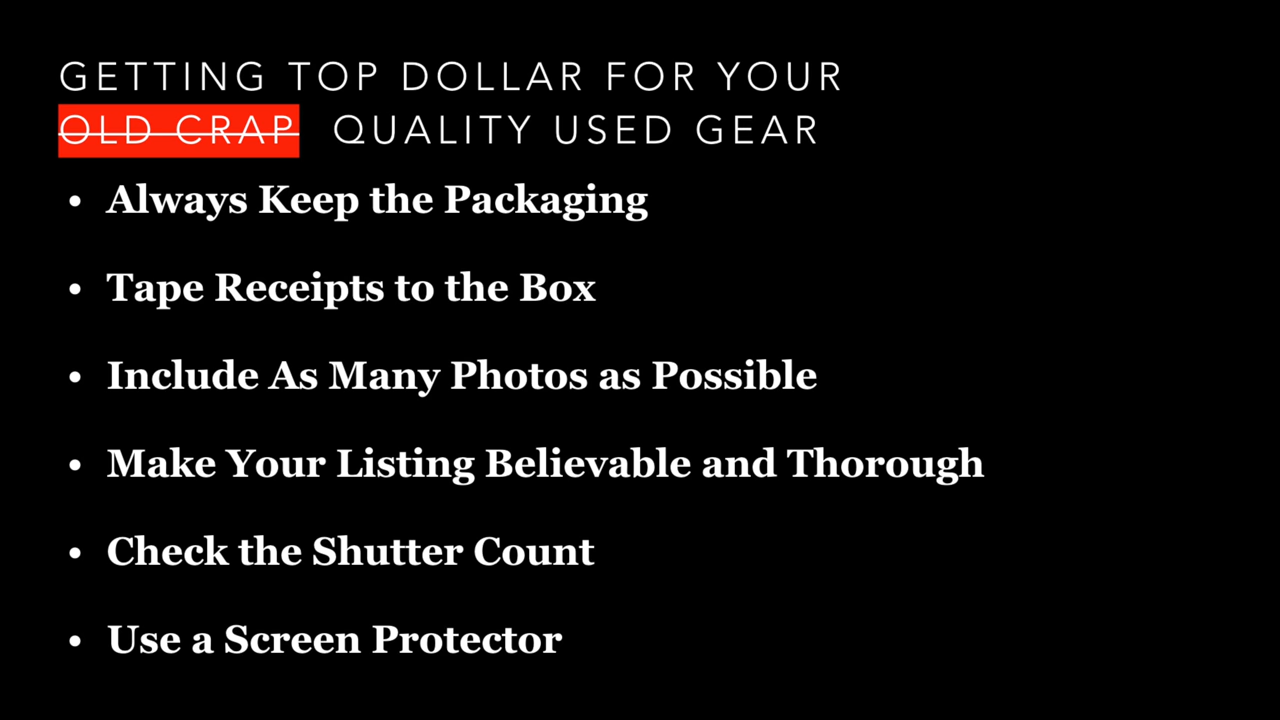 GETTING TOP DOLLAR FOR YOUR
OLD CRAP QUALITY USED GEAR
• Always Keep the Packaging
• Tape Receipts to the Box
• Include As Many Photos as Possible
• Make Your Listing Believable and Thorough
• Check the Shutter Count
• Use a Screen Protector